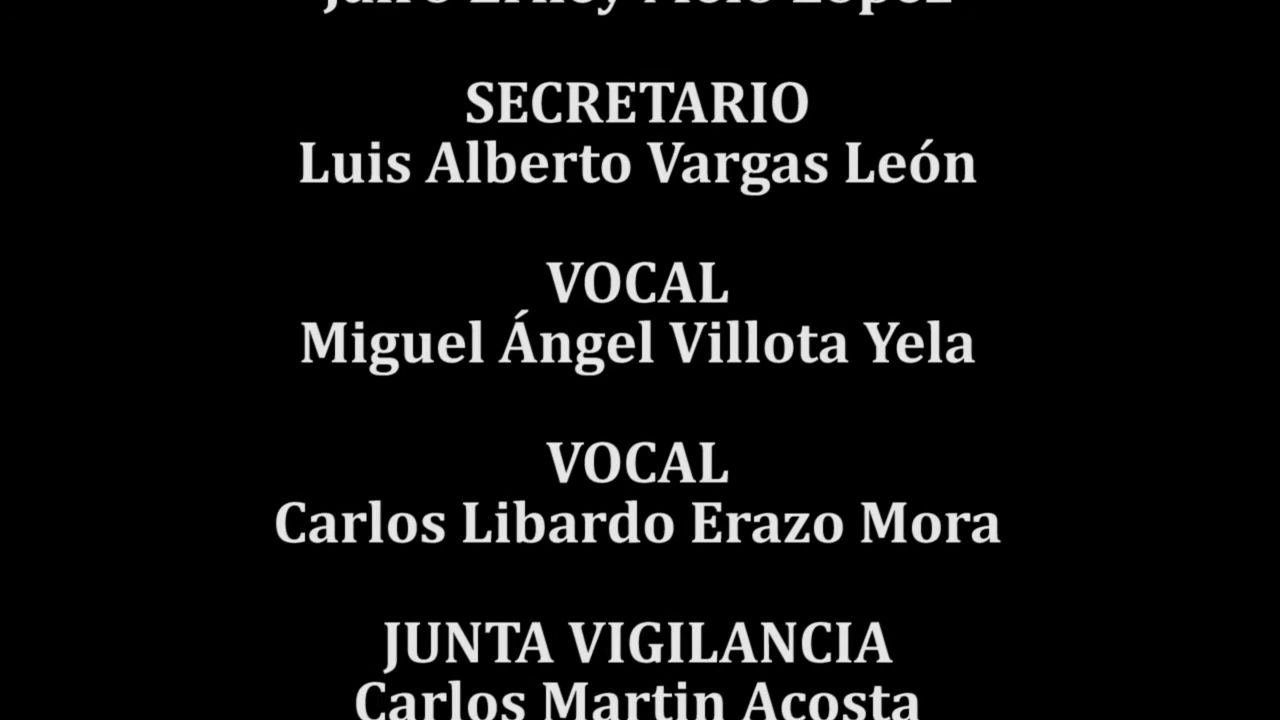 López
SECRETARIO
Luis Alberto Vargas León
VOCAL
Miguel Ángel Villota Yela
VOCAL
Carlos Libardo Erazo Mora
JUNTA VIGILANCIA
Carlos Martin Acosta